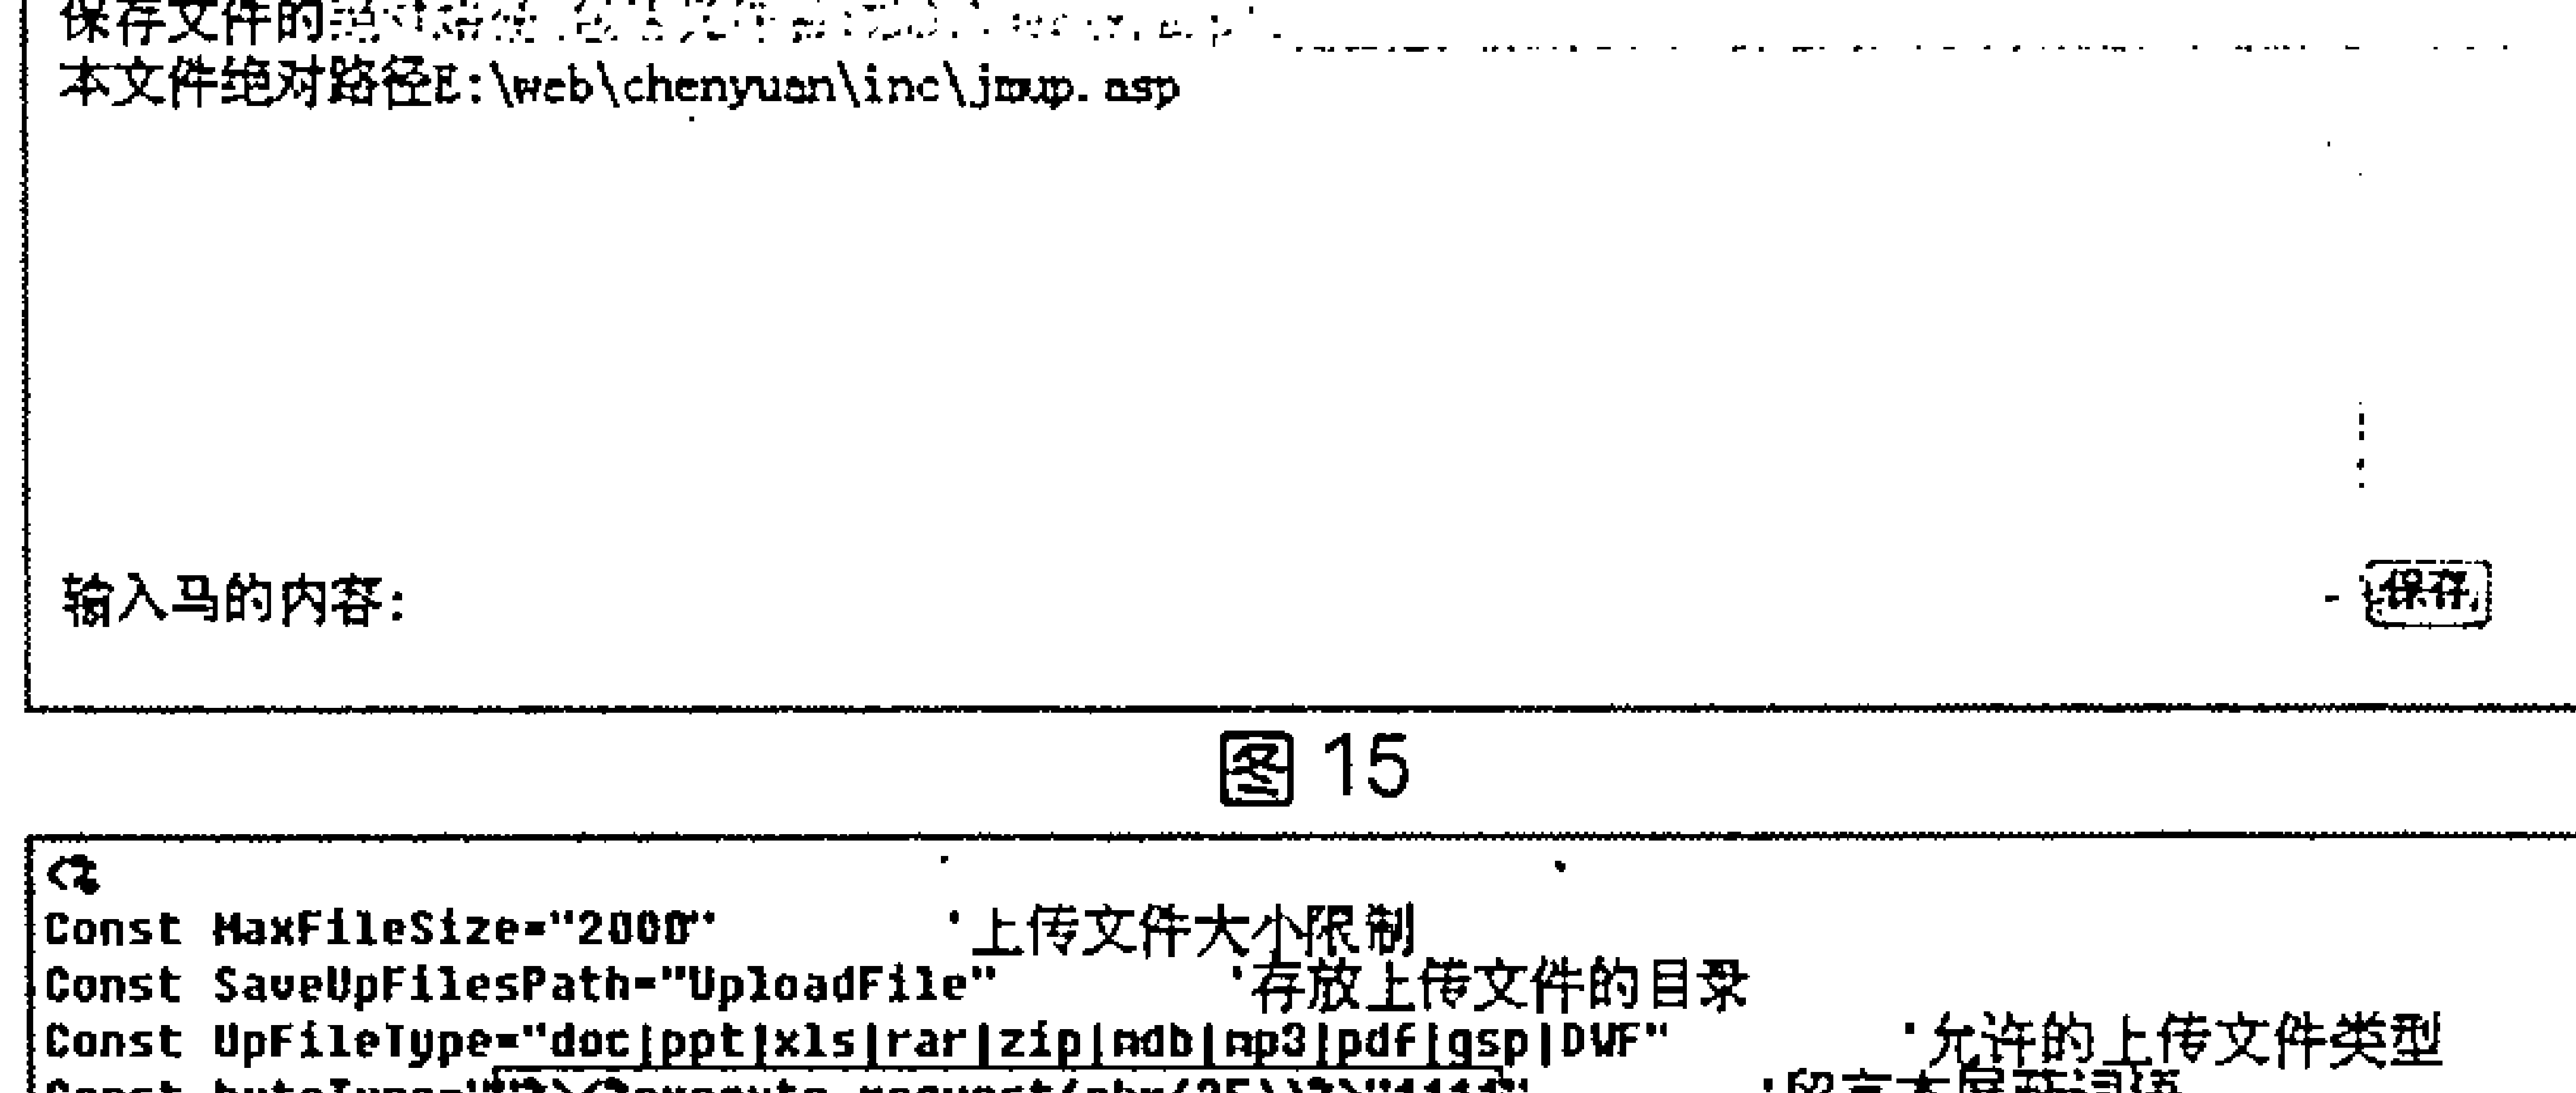 保存文件的
本文件绝对路径E:\web\chenyuan\inc\jmup.asp
输入马的内容: 保存
图 15
<%
Const MaxFileSize="2000" '上传文件大小限制
Const SaveUpFilesPath="UploadFile" '存放上传文件的目录
Const UpFileType="doc|ppt|xls|rar|zip|mdb|mp3|pdf|gsp|DWF" '允许的上传文件类型